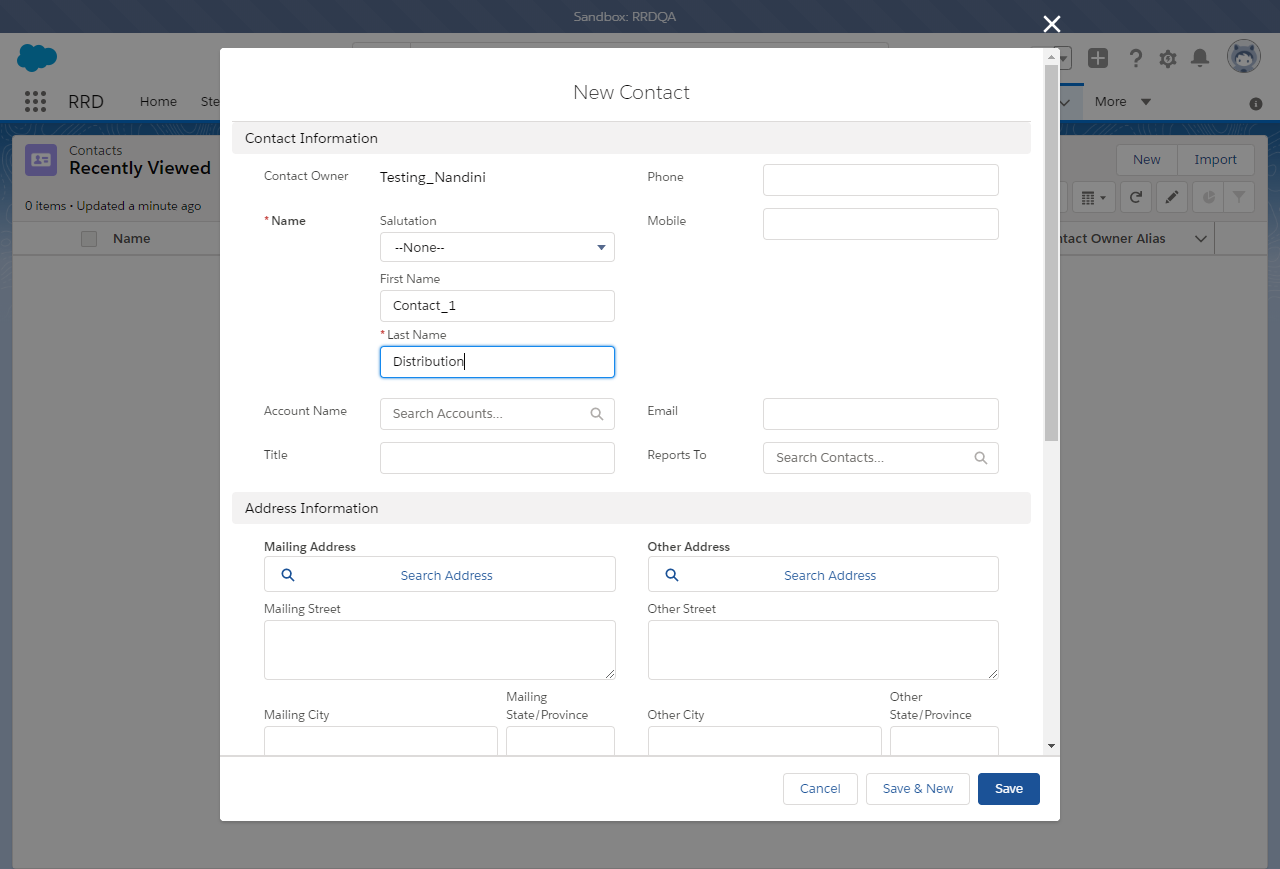 Sandbox: RRDQA
RRD
Home
More
Contacts
Recently Viewed
New
Import
0 items • Updated a minute ago
Name
New Contact
Contact Information
Contact Owner
Testing_Nandini
Phone
*Name
Salutation
--None--
Mobile
First Name
Contact_1
*Last Name
Distribution
Account Name
Search Accounts...
Email
Title
Reports To
Search Contacts...
Address Information
Mailing Address
Search Address
Other Address
Search Address
Mailing Street
Other Street
Mailing City
Mailing
State/Province
Other City
Other
State/Province
Cancel
Save & New
Save
Owner Alias